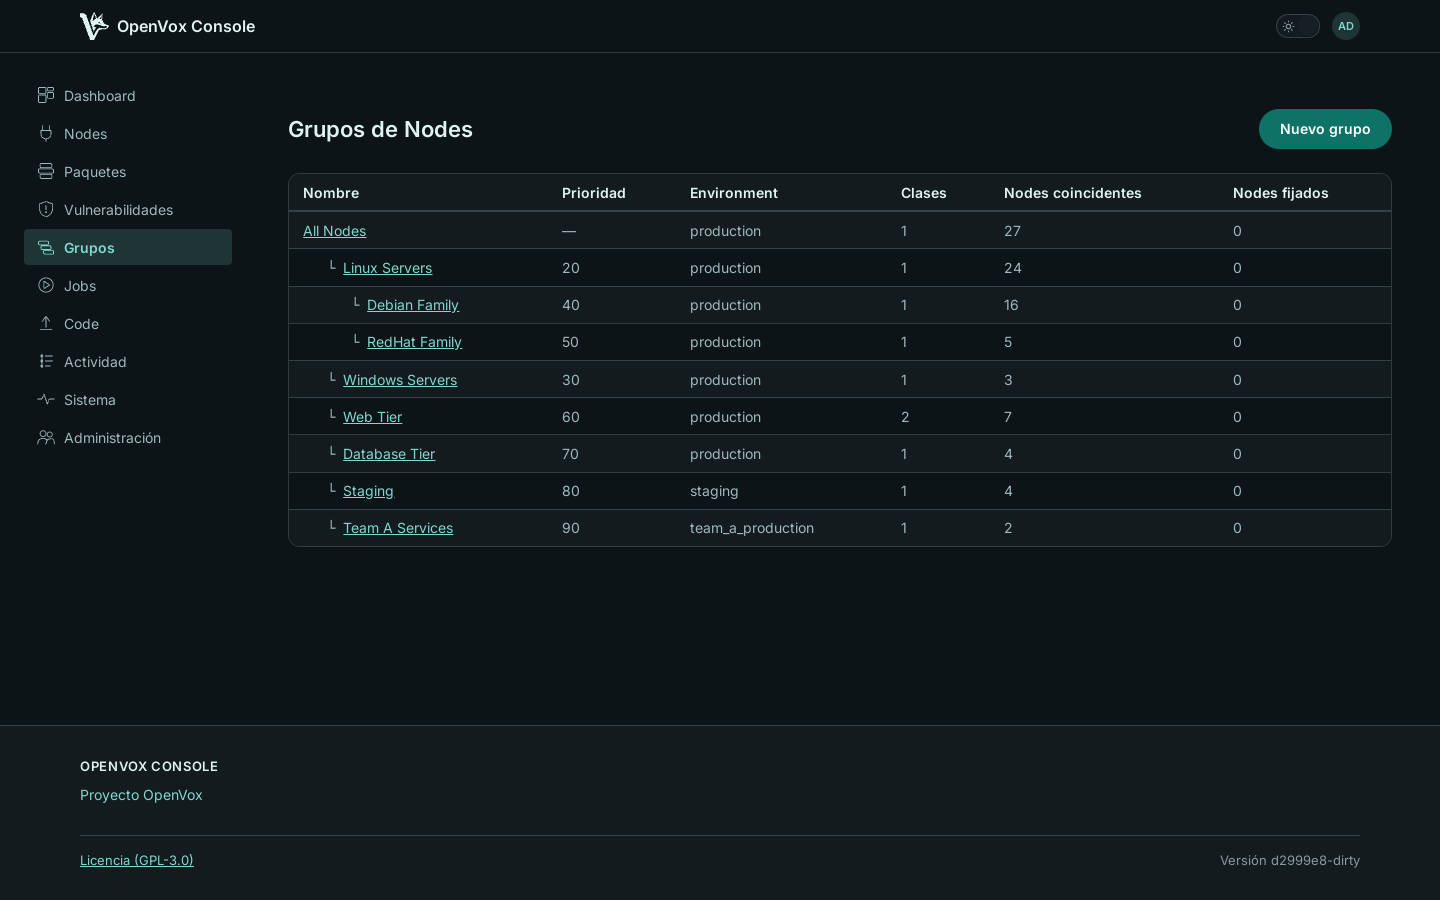 OpenVox Console
AD
Dashboard
Nodes
Paquetes
Vulnerabilidades
Grupos
Jobs
Code
Actividad
Sistema
Administración
Grupos de Nodes
Nuevo grupo
Nombre Prioridad Environment Clases Nodes coincidentes Nodes fijados
All Nodes — production 1 27 0
└ Linux Servers 20 production 1 24 0
└ Debian Family 40 production 1 16 0
└ RedHat Family 50 production 1 5 0
└ Windows Servers 30 production 1 3 0
└ Web Tier 60 production 2 7 0
└ Database Tier 70 production 1 4 0
└ Staging 80 staging 1 4 0
└ Team A Services 90 team_a_production 1 2 0
OPENVOX CONSOLE
Proyecto OpenVox
Licencia (GPL-3.0)
Versión d2999e8-dirty